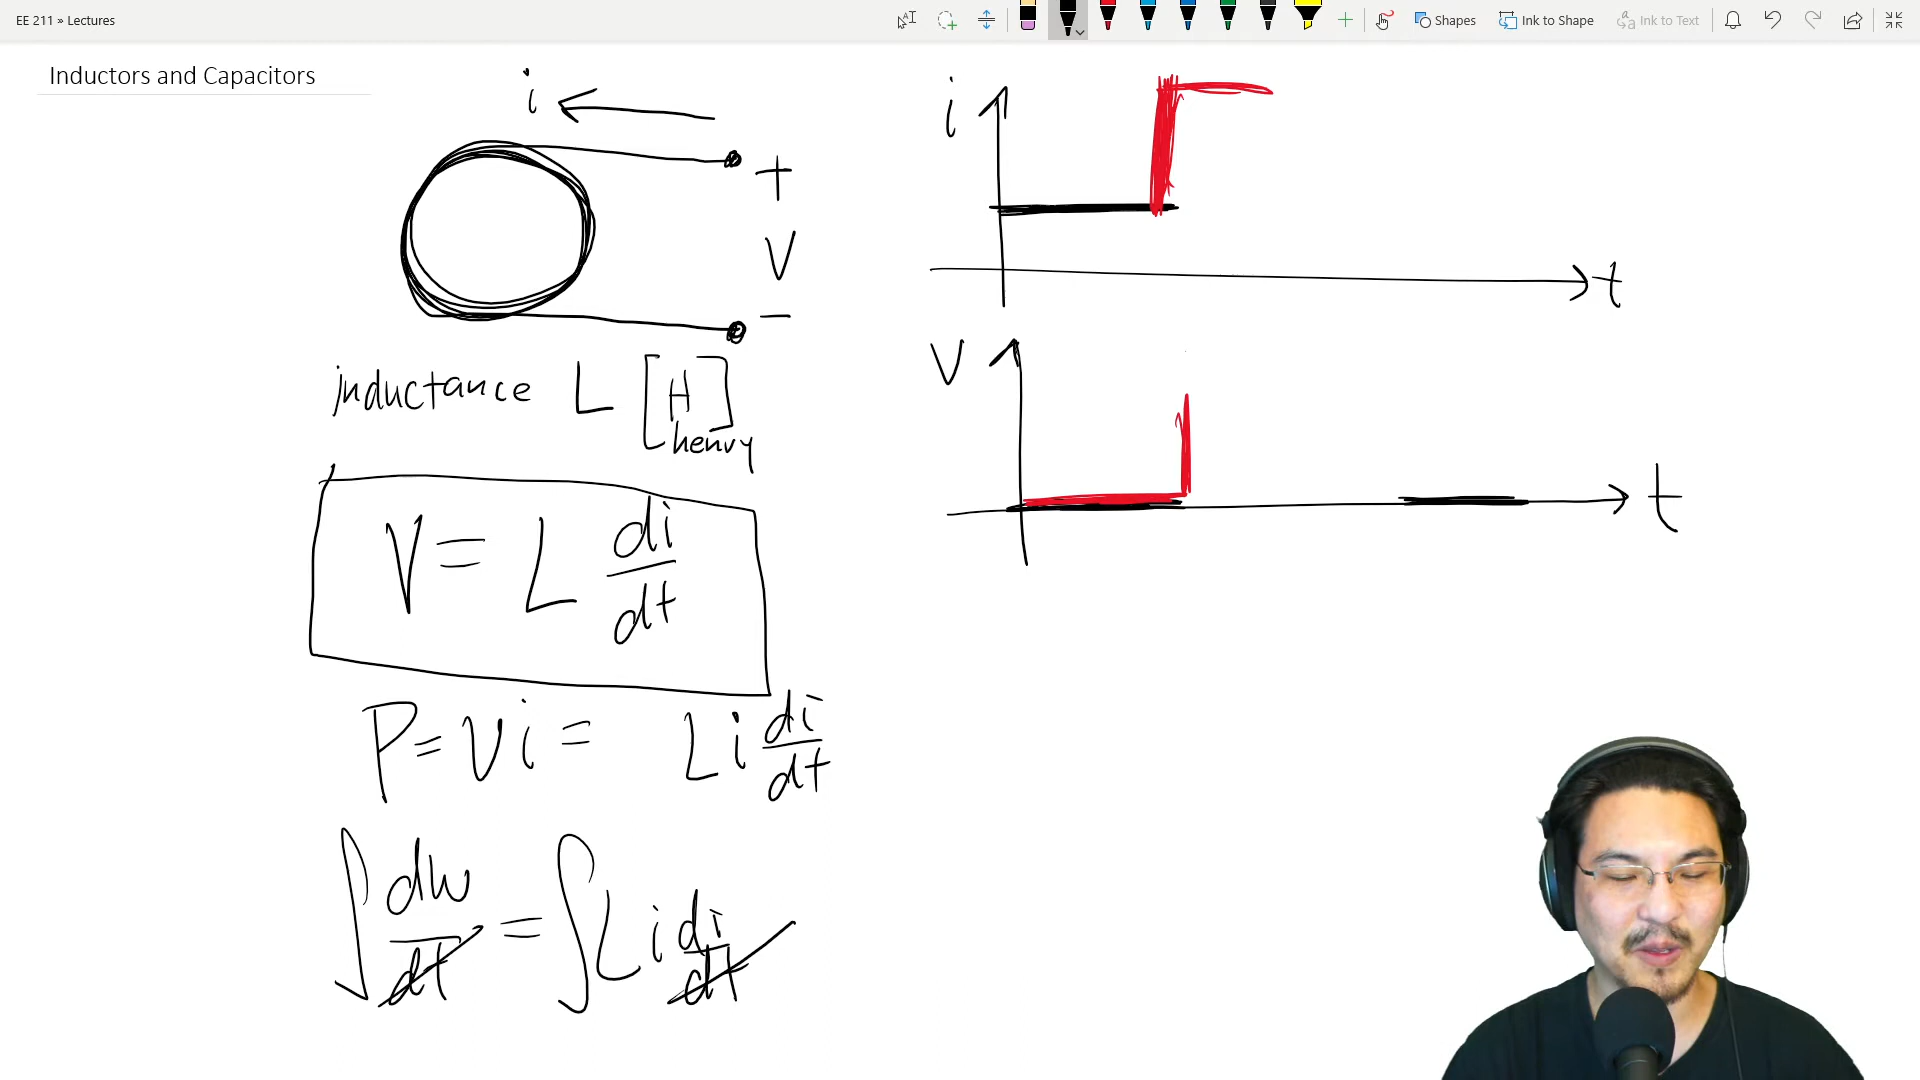 EE 211 » Lectures
Shapes
Ink to Shape
Ink to Text
Inductors and Capacitors
i
+
V
−
inductance L [H]
henry
V = L di/dt
P = Vi = Li di/dt
∫ dw/dt = ∫ Li di/dt
i
t
V
t